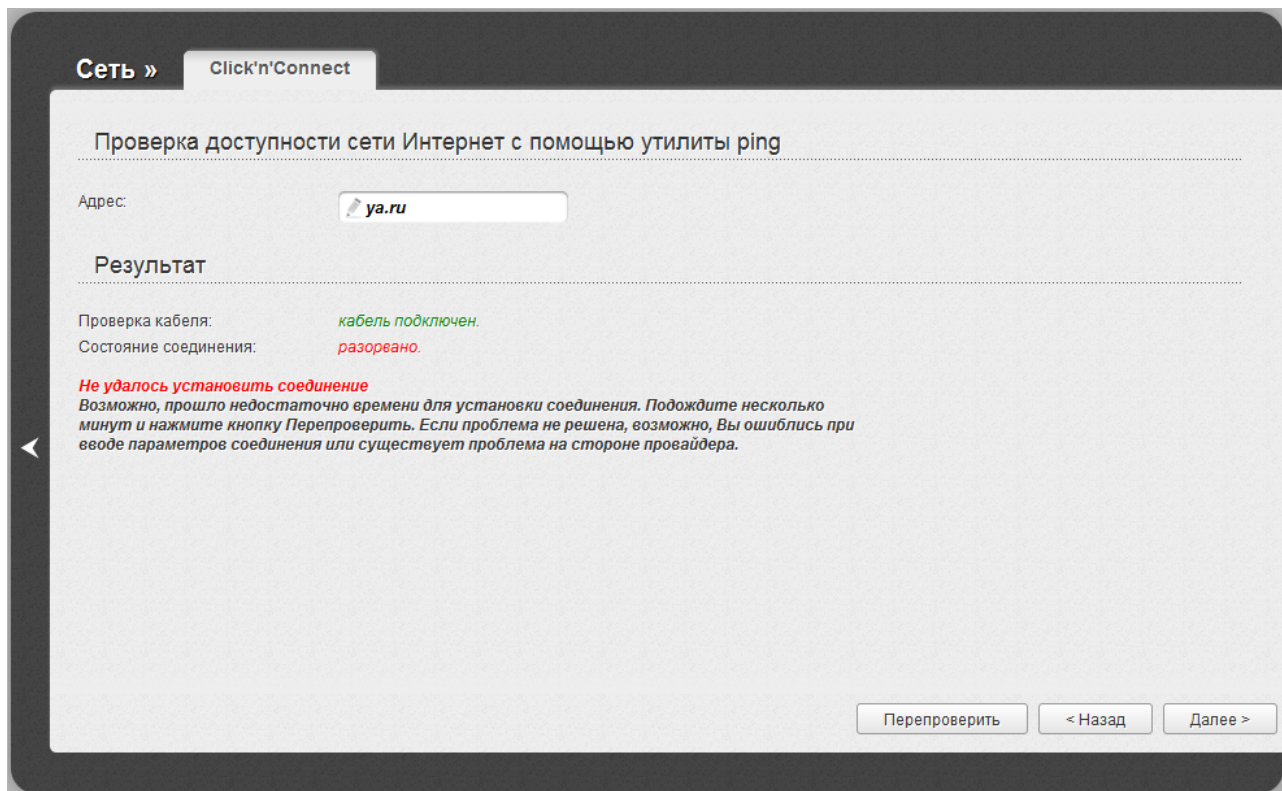 Сеть »
Click'n'Connect
Проверка доступности сети Интернет с помощью утилиты ping
Адрес:
ya.ru
Результат
Проверка кабеля:
кабель подключен.
Состояние соединения:
разорвано.
Не удалось установить соединение
Возможно, прошло недостаточно времени для установки соединения. Подождите несколько
минут и нажмите кнопку Перепроверить. Если проблема не решена, возможно, Вы ошиблись при
вводе параметров соединения или существует проблема на стороне провайдера.
Перепроверить
< Назад
Далее >